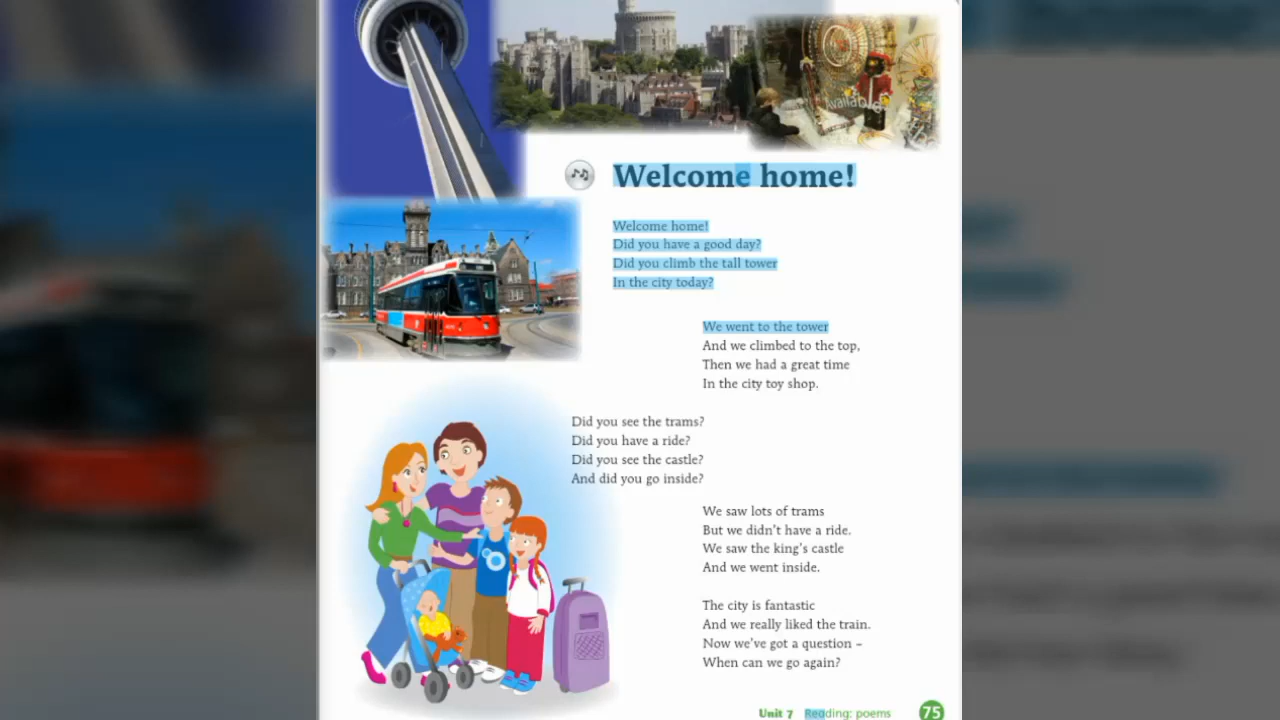 Available
Welcome home!
Welcome home!
Did you have a good day?
Did you climb the tall tower
In the city today?
We went to the tower
And we climbed to the top,
Then we had a great time
In the city toy shop.
Did you see the trams?
Did you have a ride?
Did you see the castle?
And did you go inside?
We saw lots of trams
But we didn't have a ride.
We saw the king's castle
And we went inside.
The city is fantastic
And we really liked the train.
Now we've got a question –
When can we go again?
Unit 7 Reading: poems 75